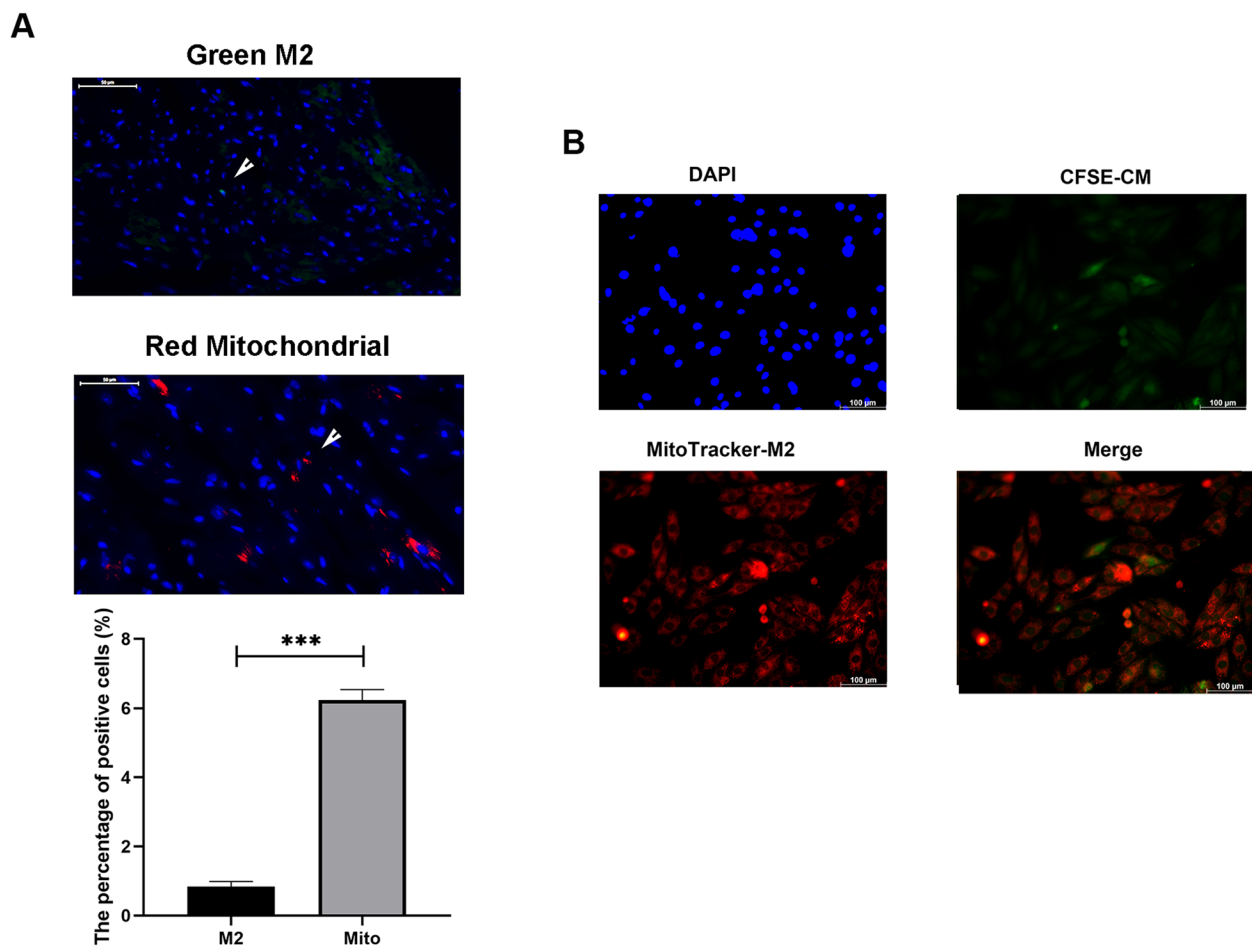 A
Green M2
50 µm
Red Mitochondrial
50 µm
The percentage of positive cells (%)
8
6
4
2
0
***
M2
Mito
B
DAPI
CFSE-CM
100 µm
100 µm
MitoTracker-M2
Merge
100 µm
100 µm